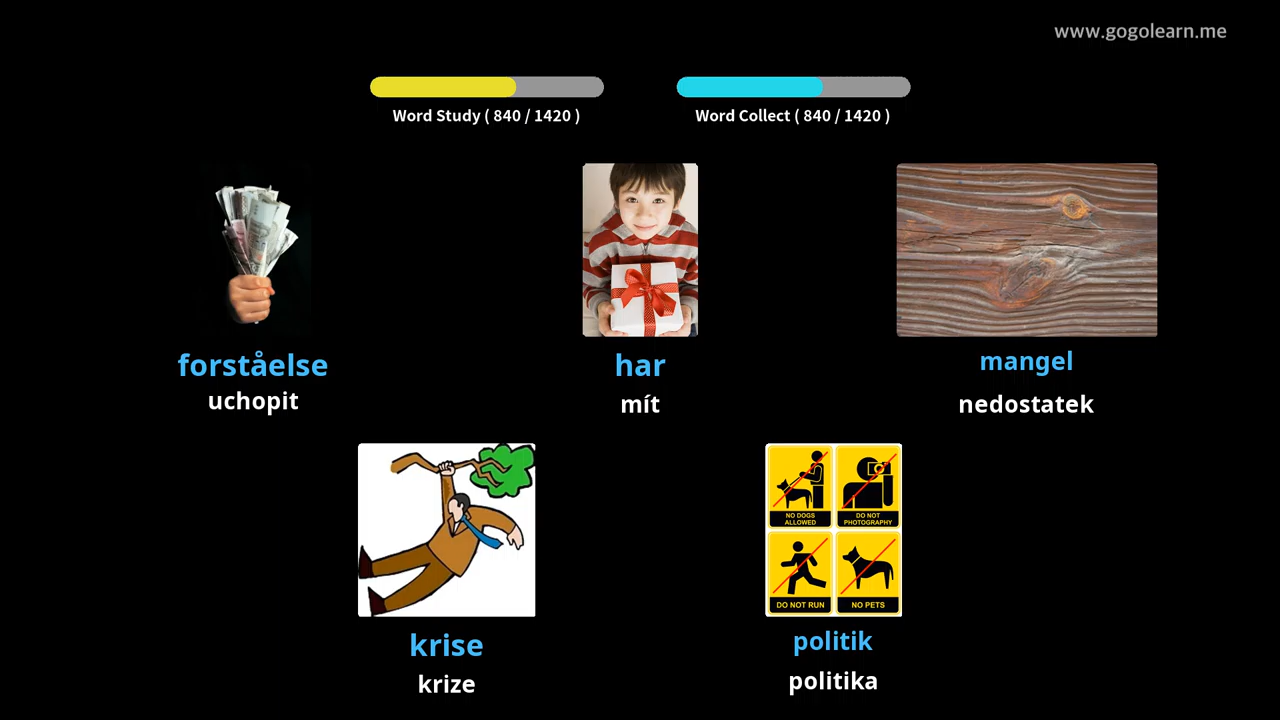 www.gogolearn.me
Word Study ( 840 / 1420 )
Word Collect ( 840 / 1420 )
forståelse
uchopit
har
mít
mangel
nedostatek
NO DOGS
ALLOWED
DO NOT
PHOTOGRAPHY
DO NOT RUN
NO PETS
krise
krize
politik
politika